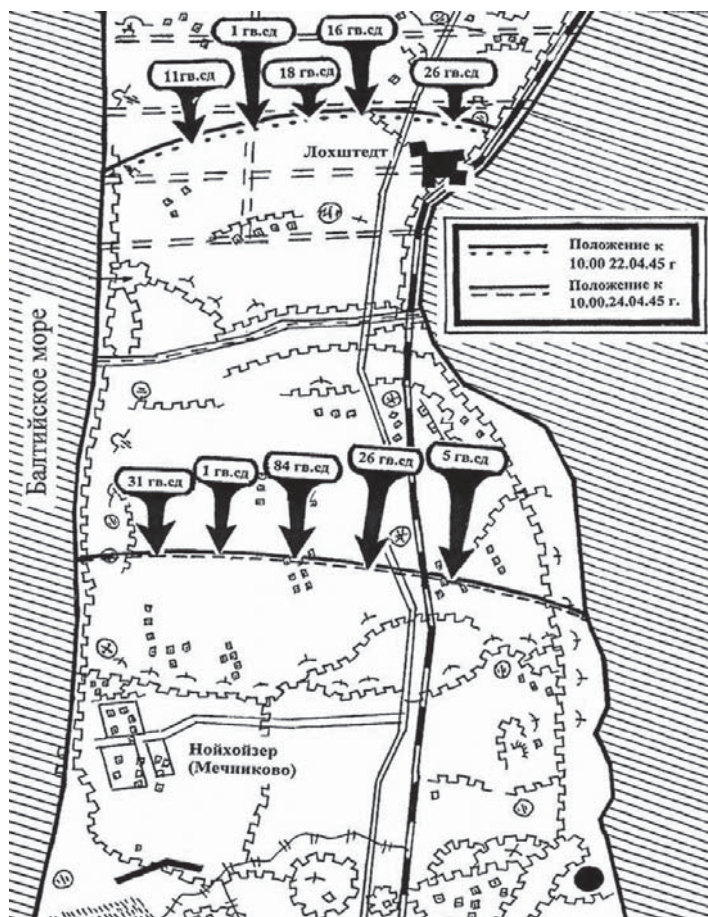 1 гв.сд
16 гв.сд
11гв.сд
18 гв.сд
26 гв.сд
Лохштедт
Положение к
10.00 22.04.45 г
Положение к
10.00.24.04.45 г.
Балтийское море
31 гв.сд
1 гв.сд
84 гв.сд
26 гв.сд
5 гв.сд
Нойхойзер
(Мечниково)